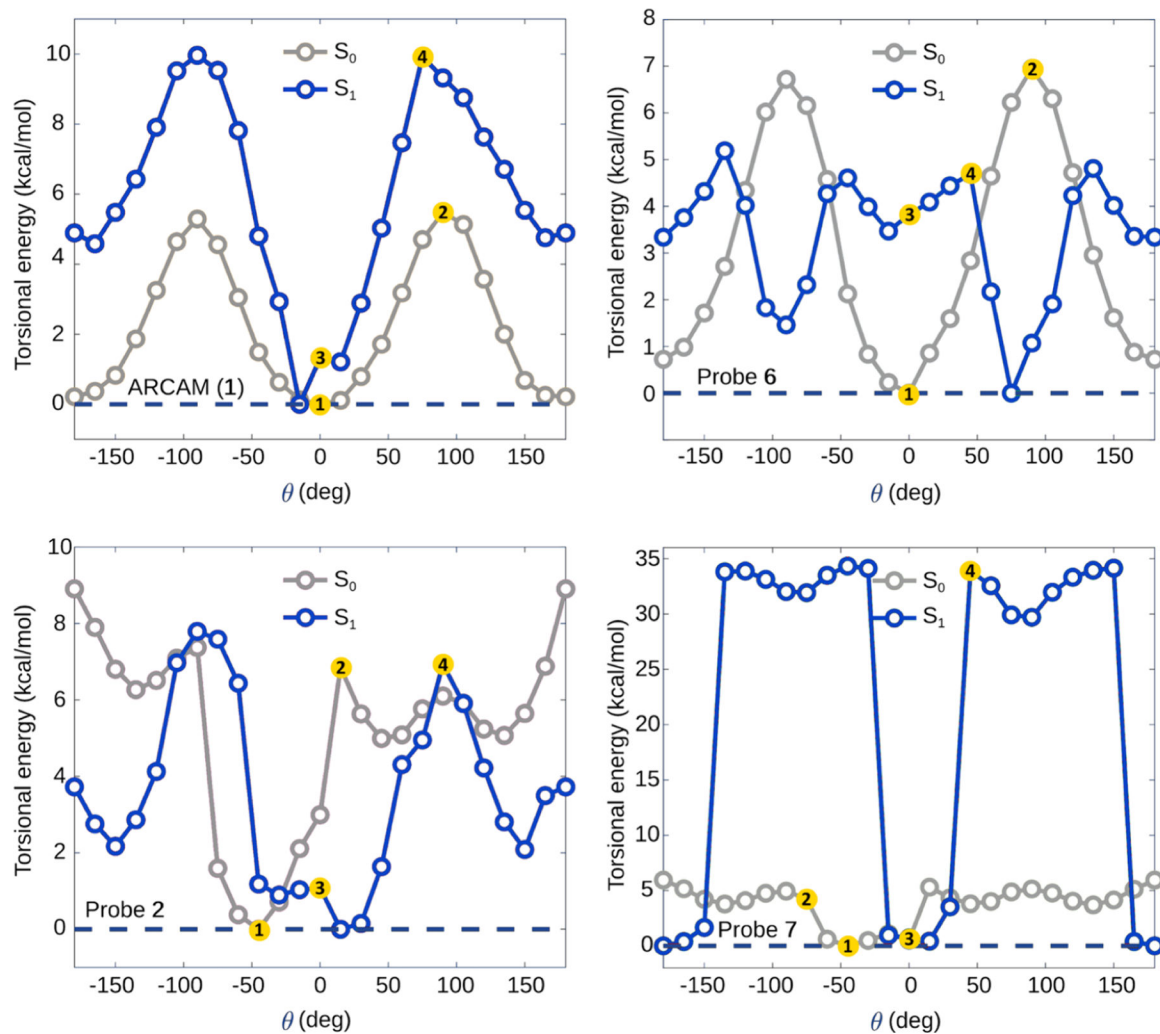 10
8
6
4
2
0
Torsional energy (kcal/mol)
S0
S1
4
2
3
1
ARCAM (1)
-150 -100 -50 0 50 100 150
θ (deg)
8
7
6
5
4
3
2
1
0
Torsional energy (kcal/mol)
S0
S1
2
4
3
1
Probe 6
-150 -100 -50 0 50 100 150
θ (deg)
10
8
6
4
2
0
Torsional energy (kcal/mol)
S0
S1
2
4
3
1
Probe 2
-150 -100 -50 0 50 100 150
θ (deg)
35
30
25
20
15
10
5
0
Torsional energy (kcal/mol)
S0
S1
4
2
3
1
Probe 7
-150 -100 -50 0 50 100 150
θ (deg)